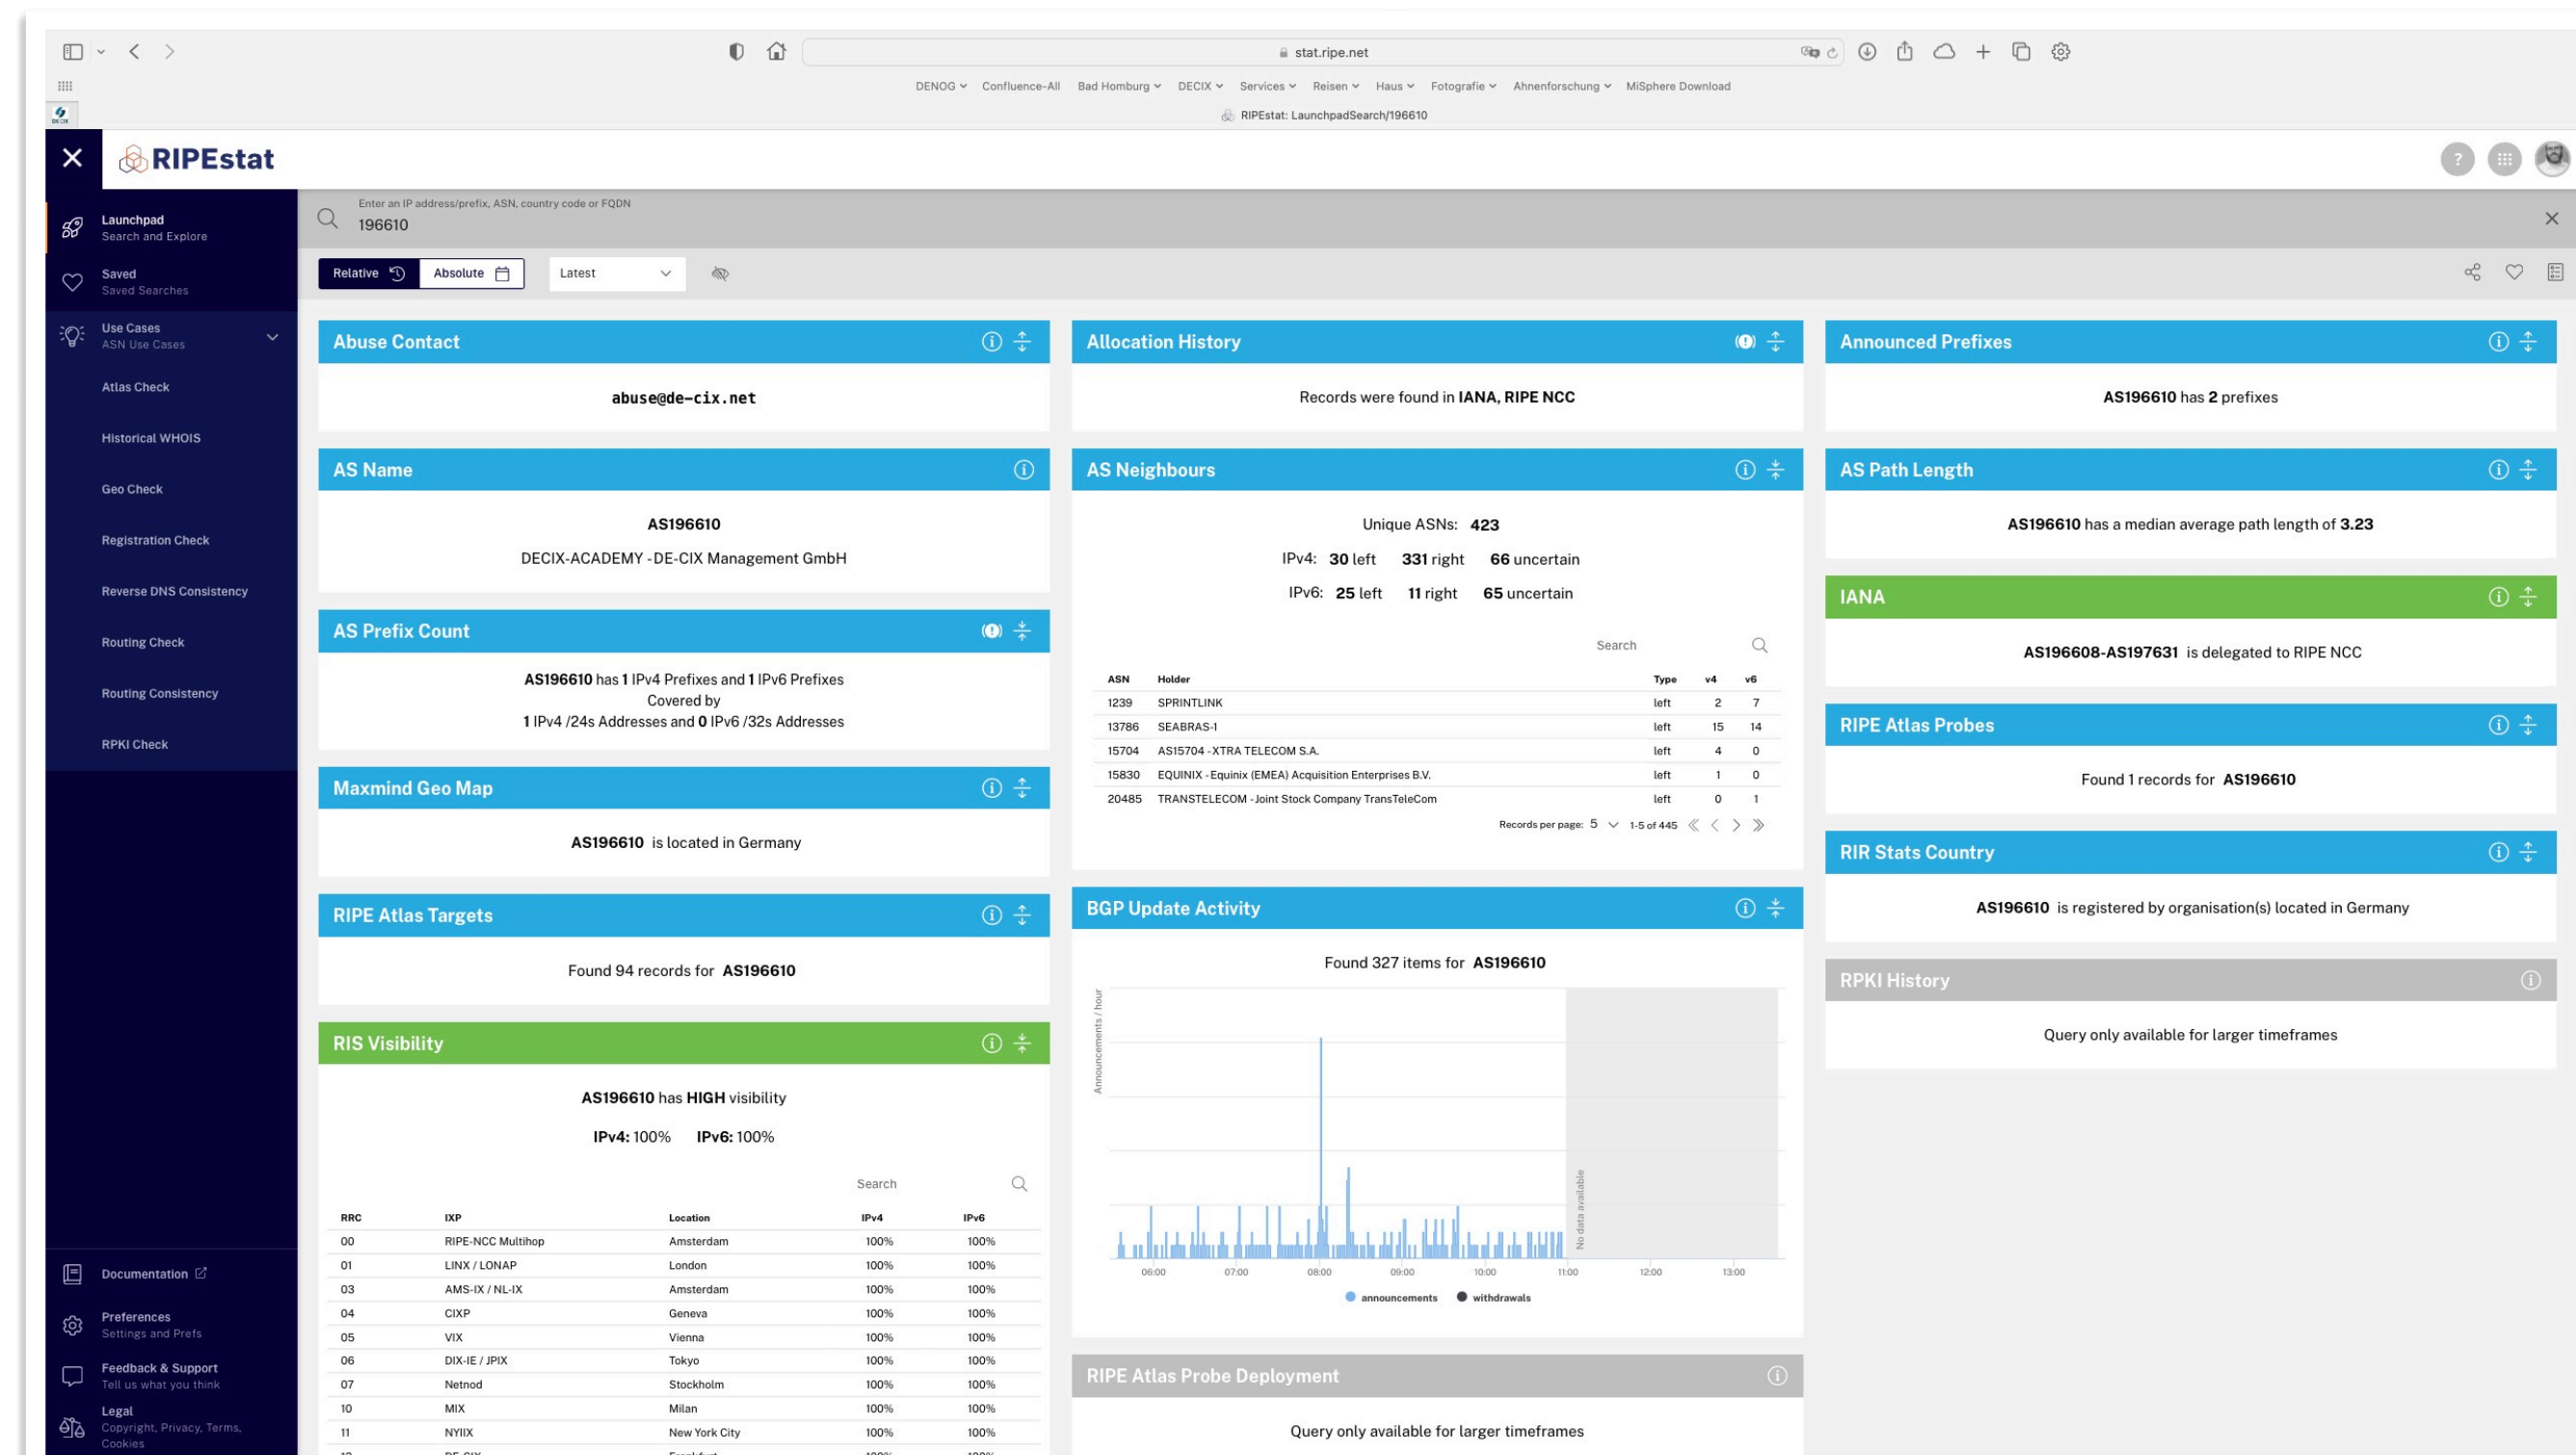 stat.ripe.net
DENOG Confluence-All Bad Homburg DECIX Services Reisen Haus Fotografie Ahnenforschung MiSphere Download
DE CIX
RIPEstat: LaunchpadSearch/196610
RIPEstat
?
Launchpad
Search and Explore
Saved
Saved Searches
Use Cases
ASN Use Cases
Atlas Check
Historical WHOIS
Geo Check
Registration Check
Reverse DNS Consistency
Routing Check
Routing Consistency
RPKI Check
Documentation
Preferences
Settings and Prefs
Feedback & Support
Tell us what you think
Legal
Copyright, Privacy, Terms,
Cookies
Enter an IP address/prefix, ASN, country code or FQDN
196610
Relative Absolute Latest
Abuse Contact
abuse@de-cix.net
AS Name
AS196610
DECIX-ACADEMY - DE-CIX Management GmbH
AS Prefix Count
AS196610 has 1 IPv4 Prefixes and 1 IPv6 Prefixes
Covered by
1 IPv4 /24s Addresses and 0 IPv6 /32s Addresses
Maxmind Geo Map
AS196610 is located in Germany
RIPE Atlas Targets
Found 94 records for AS196610
RIS Visibility
AS196610 has HIGH visibility
IPv4: 100% IPv6: 100%
Search
RRC IXP Location IPv4 IPv6
00 RIPE-NCC Multihop Amsterdam 100% 100%
01 LINX / LONAP London 100% 100%
03 AMS-IX / NL-IX Amsterdam 100% 100%
04 CIXP Geneva 100% 100%
05 VIX Vienna 100% 100%
06 DIX-IE / JPIX Tokyo 100% 100%
07 Netnod Stockholm 100% 100%
10 MIX Milan 100% 100%
11 NYIIX New York City 100% 100%
12 DE-CIX Frankfurt 100% 100%
Allocation History
Records were found in IANA, RIPE NCC
AS Neighbours
Unique ASNs: 423
IPv4: 30 left 331 right 66 uncertain
IPv6: 25 left 11 right 65 uncertain
Search
ASN Holder Type v4 v6
1239 SPRINTLINK left 2 7
13786 SEABRAS-1 left 15 14
15704 AS15704 - XTRA TELECOM S.A. left 4 0
15830 EQUINIX - Equinix (EMEA) Acquisition Enterprises B.V. left 1 0
20485 TRANSTELECOM - Joint Stock Company TransTeleCom left 0 1
Records per page: 5 1-5 of 445
BGP Update Activity
Found 327 items for AS196610
Announcements / hour
No data available
06:00 07:00 08:00 09:00 10:00 11:00 12:00 13:00
announcements withdrawals
RIPE Atlas Probe Deployment
Query only available for larger timeframes
Announced Prefixes
AS196610 has 2 prefixes
AS Path Length
AS196610 has a median average path length of 3.23
IANA
AS196608-AS197631 is delegated to RIPE NCC
RIPE Atlas Probes
Found 1 records for AS196610
RIR Stats Country
AS196610 is registered by organisation(s) located in Germany
RPKI History
Query only available for larger timeframes